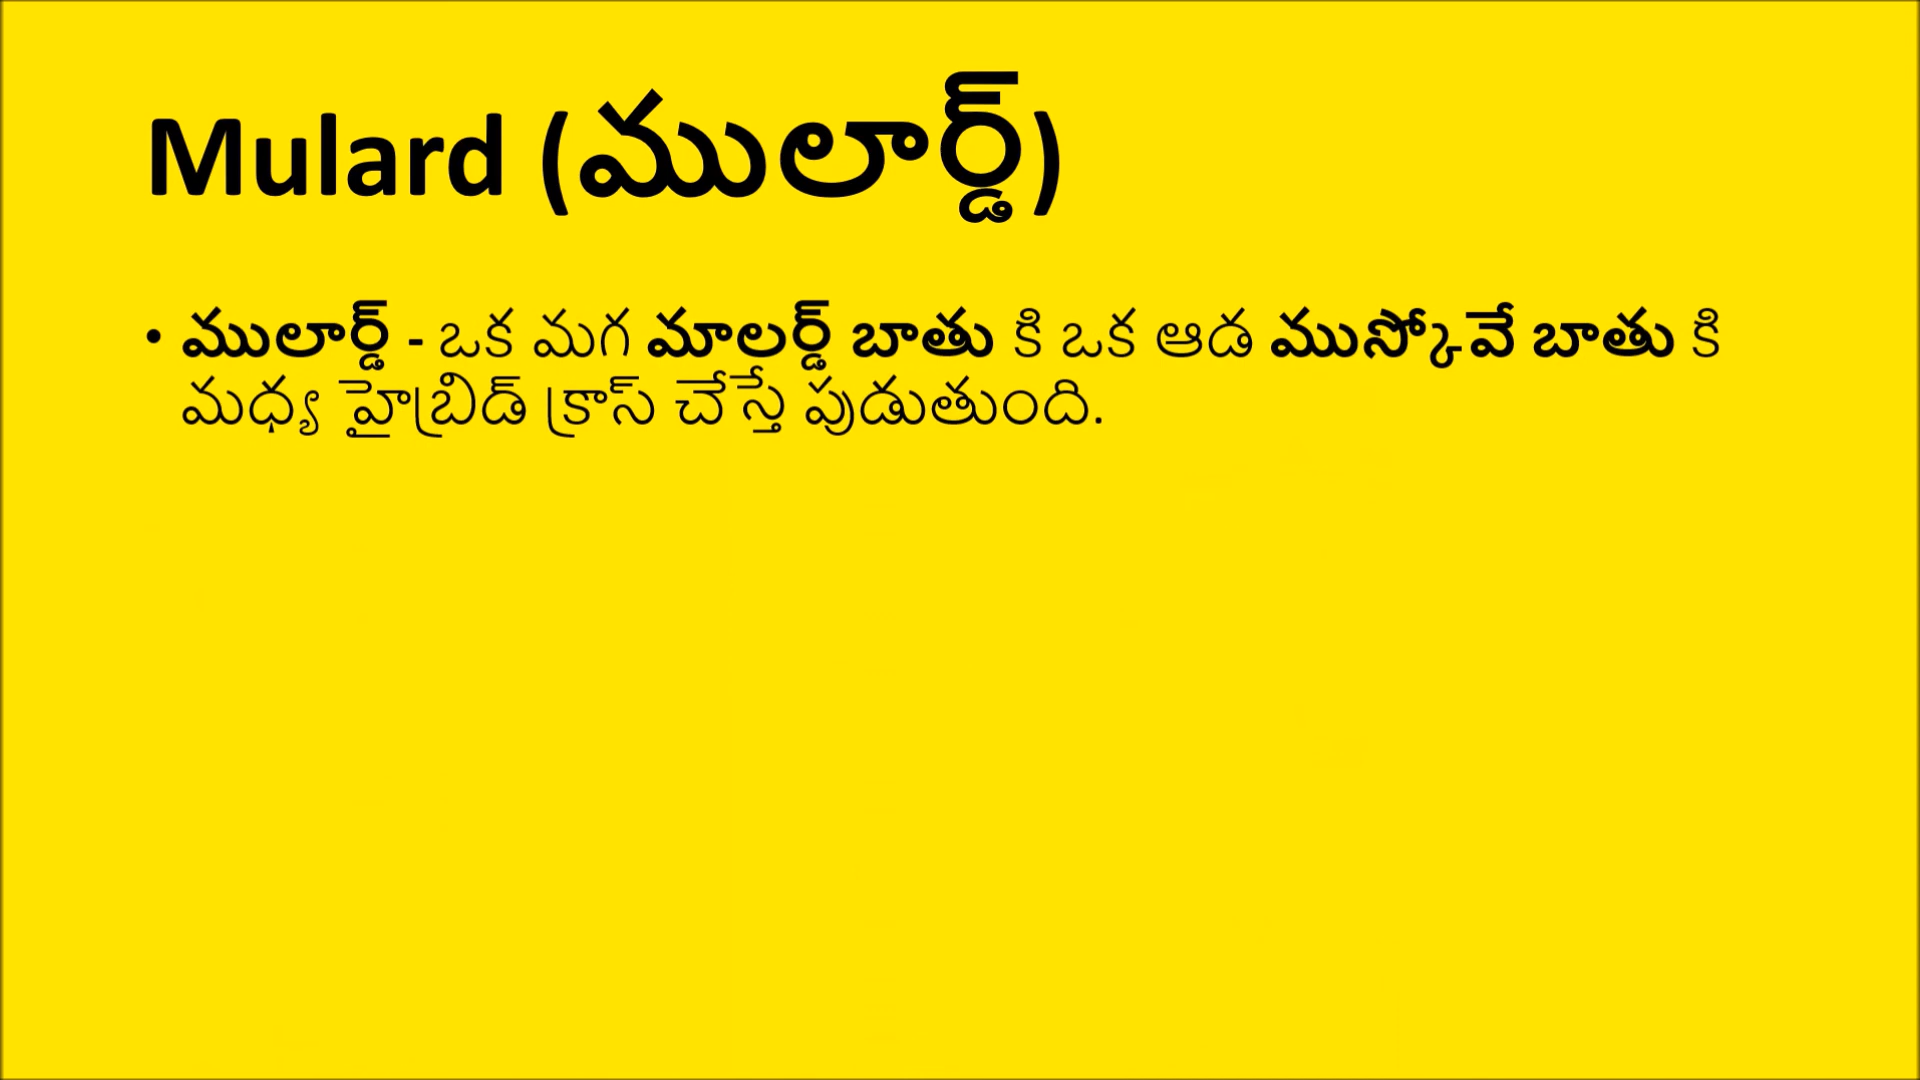 Mulard (ములార్డ్)
• ములార్డ్ - ఒక మగ మాలర్డ్ బాతు కి ఒక ఆడ ముస్కోవే బాతు కి
మధ్య హైబ్రిడ్ క్రాస్ చేస్తే పుడుతుంది.